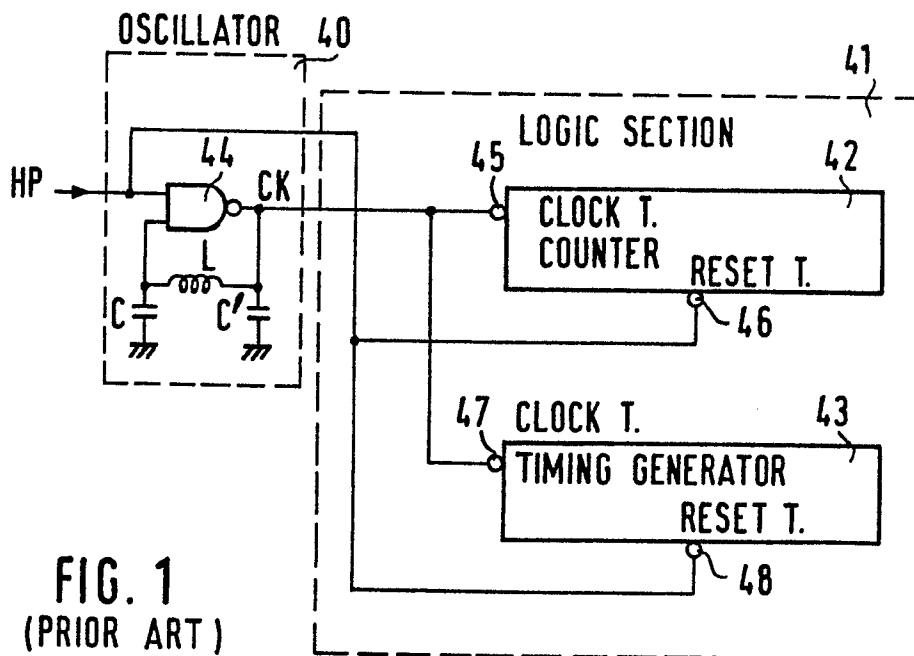 OSCILLATOR 40
41
LOGIC SECTION
HP
44
CK
45
42
CLOCK T.
COUNTER
RESET T.
L
C
C'
46
47
CLOCK T.
43
TIMING GENERATOR
RESET T.
48
FIG. 1
(PRIOR ART)